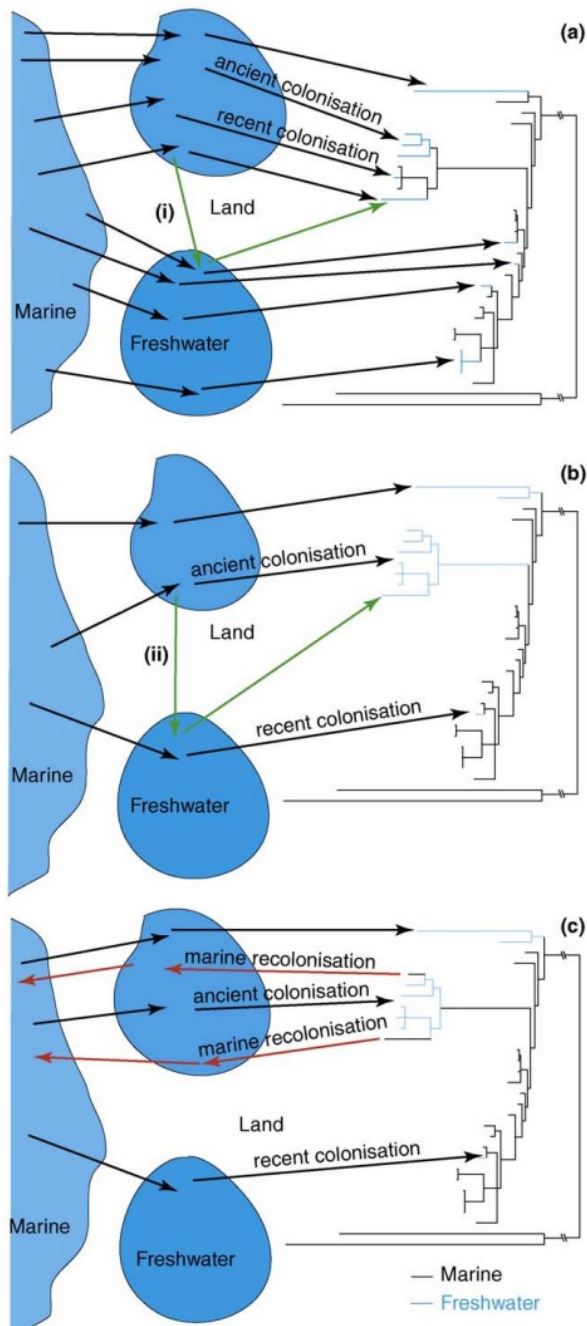 (a)
ancient colonisation
recent colonisation
(i)
Land
Marine
Freshwater
(b)
ancient colonisation
Land
(ii)
recent colonisation
Marine
Freshwater
(c)
marine recolonisation
ancient colonisation
marine recolonisation
Land
recent colonisation
Marine
Freshwater
Marine
Freshwater